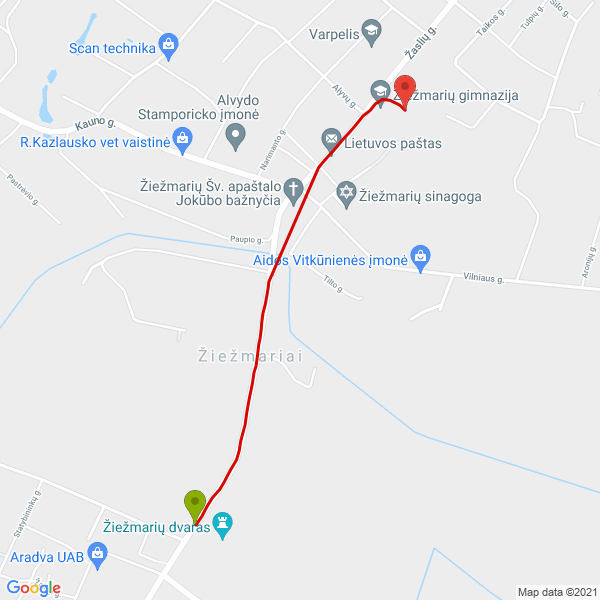 Varpelis
Žaslių g.
Taikos g.
Tulpių g.
Šilo g.
Scan technika
Alyvų g.
Žiežmarių gimnazija
Alvydo
Stamporicko įmonė
Kauno g.
R.Kazlausko vet vaistinė
Narimanto g.
Lietuvos paštas
Pastrėvio g.
Žiežmarių Šv. apaštalo
Jokūbo bažnyčia
Žiežmarių sinagoga
Paupio g.
Aidos Vitkūnienės įmonė
Vilniaus g.
Aronijų g.
Tilto g.
Žiežmariai
Statybininkų g.
Žiežmarių dvaras
Aradva UAB
Google
Map data ©2021